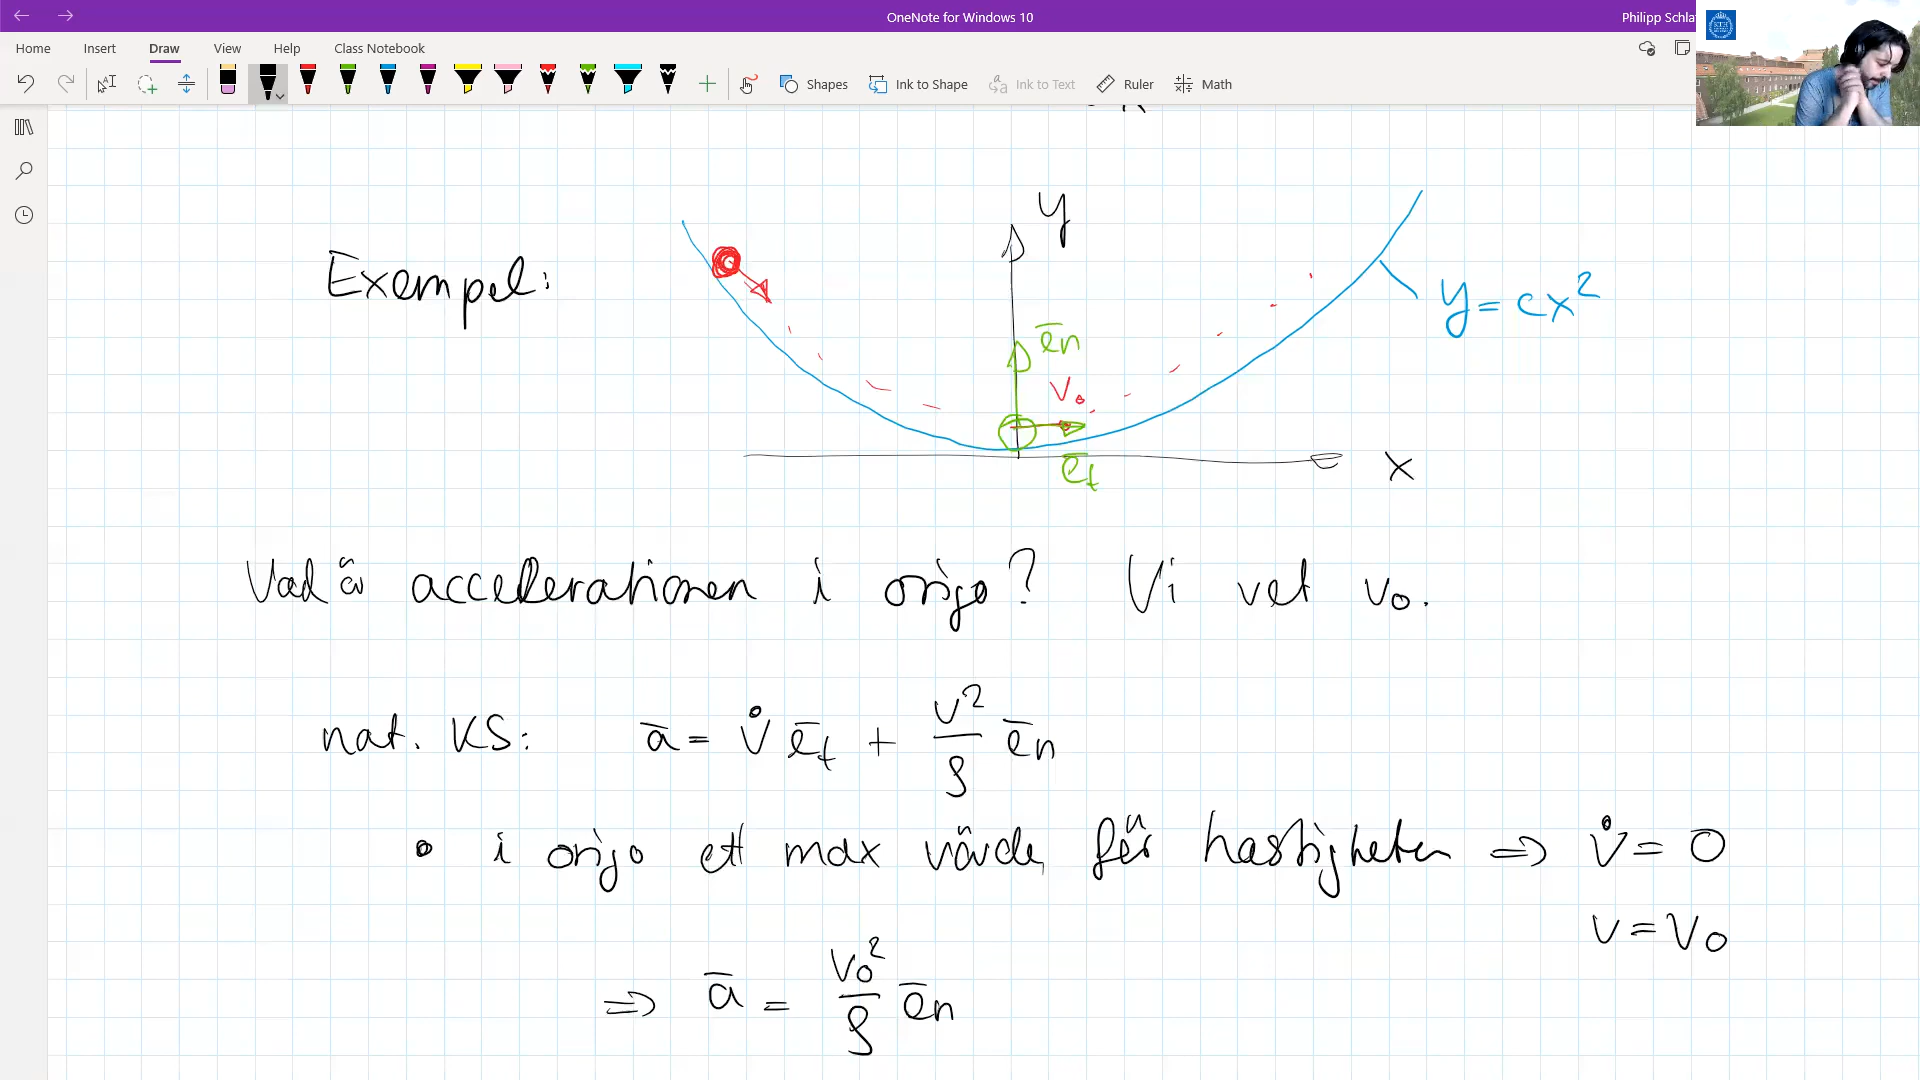 OneNote for Windows 10
Philipp Schla
Home Insert Draw View Help Class Notebook
Shapes Ink to Shape Ink to Text Ruler Math
y
Exempel:
y = cx²
ēn
v₀
ēt
x
Vad är accelerationen i origo? Vi vet v₀.
nat. KS: ā = v̇ ēt + v²/ρ ēn
• i origo ett max värde för hastigheten ⇒ v̇ = 0
v = v₀
⇒ ā = v₀²/ρ ēn